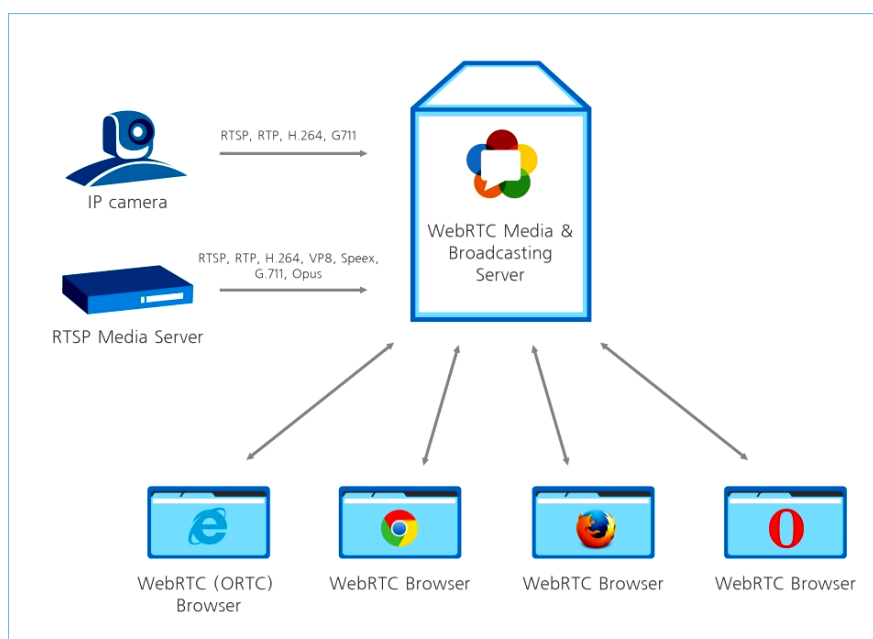 RTSP, RTP, H.264, G711
IP camera
RTSP, RTP, H.264, VP8, Speex,
G.711, Opus
RTSP Media Server
WebRTC Media &
Broadcasting
Server
WebRTC (ORTC)
Browser
WebRTC Browser
WebRTC Browser
WebRTC Browser